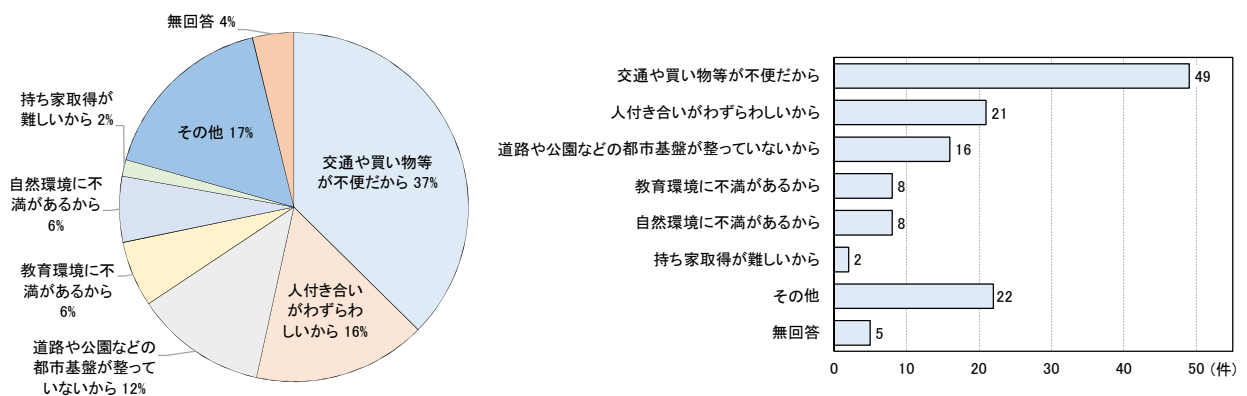 無回答 4%
持ち家取得が
難しいから 2%
その他 17%
交通や買い物等
が不便だから 37%
自然環境に不
満があるから
6%
教育環境に不
満があるから
6%
人付き合い
がわずらわ
しいから 16%
道路や公園などの
都市基盤が整って
いないから 12%
交通や買い物等が不便だから 49
人付き合いがわずらわしいから 21
道路や公園などの都市基盤が整っていないから 16
教育環境に不満があるから 8
自然環境に不満があるから 8
持ち家取得が難しいから 2
その他 22
無回答 5
0 10 20 30 40 50 (件)